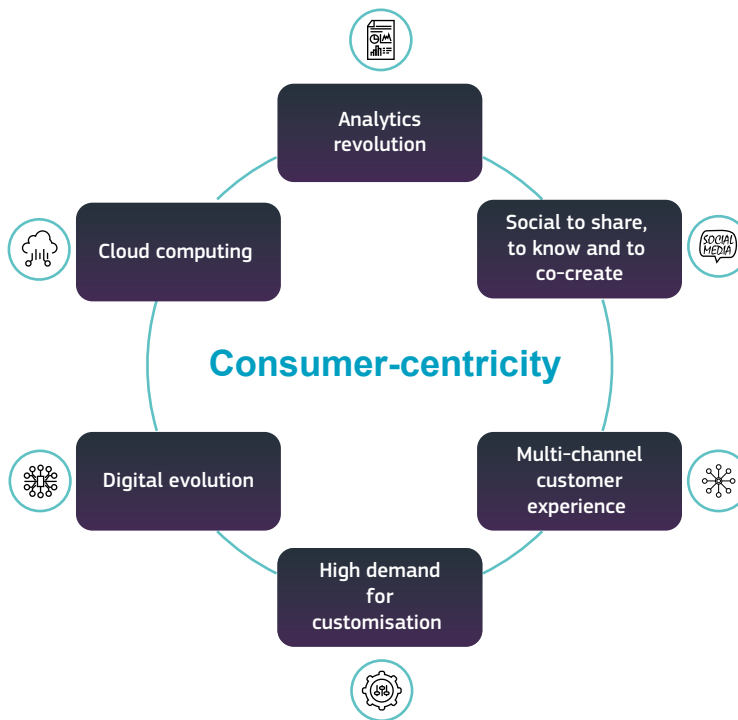 Analytics
revolution
Cloud computing
Social to share,
to know and to
co-create
SOCIAL
MEDIA
Consumer-centricity
Digital evolution
Multi-channel
customer
experience
High demand
for
customisation